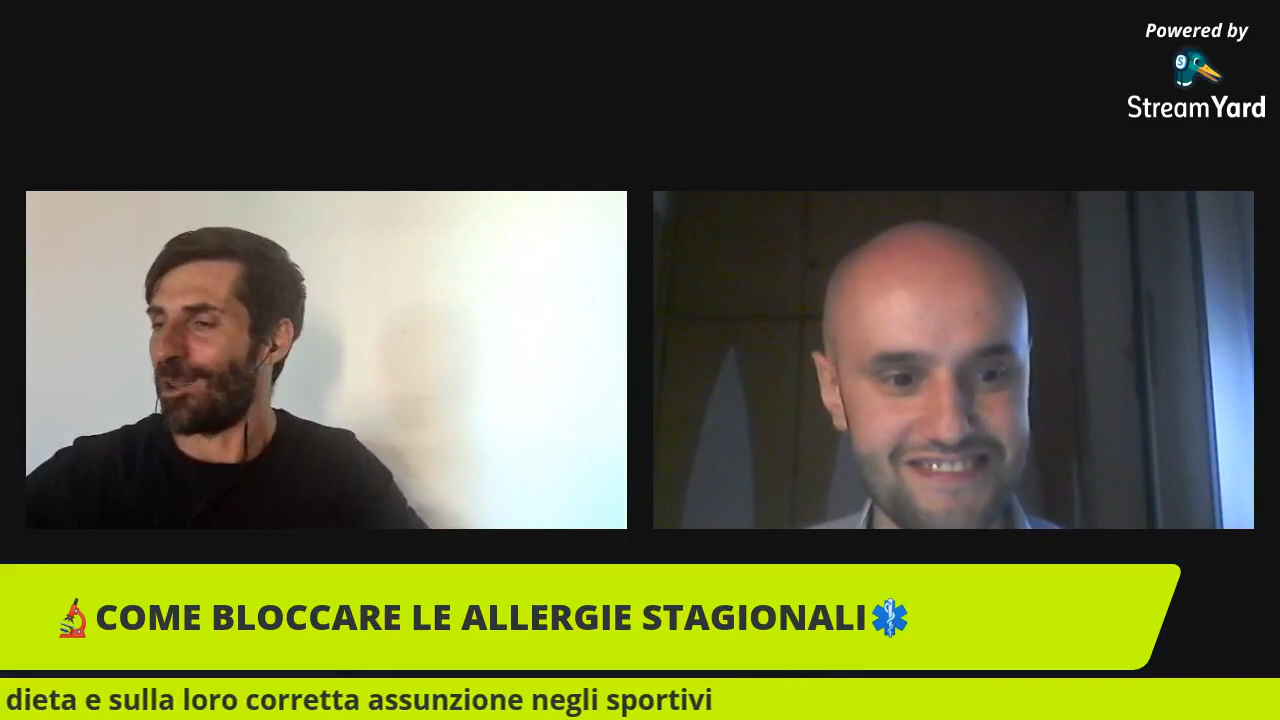 Powered by
StreamYard
COME BLOCCARE LE ALLERGIE STAGIONALI
dieta e sulla loro corretta assunzione negli sportivi